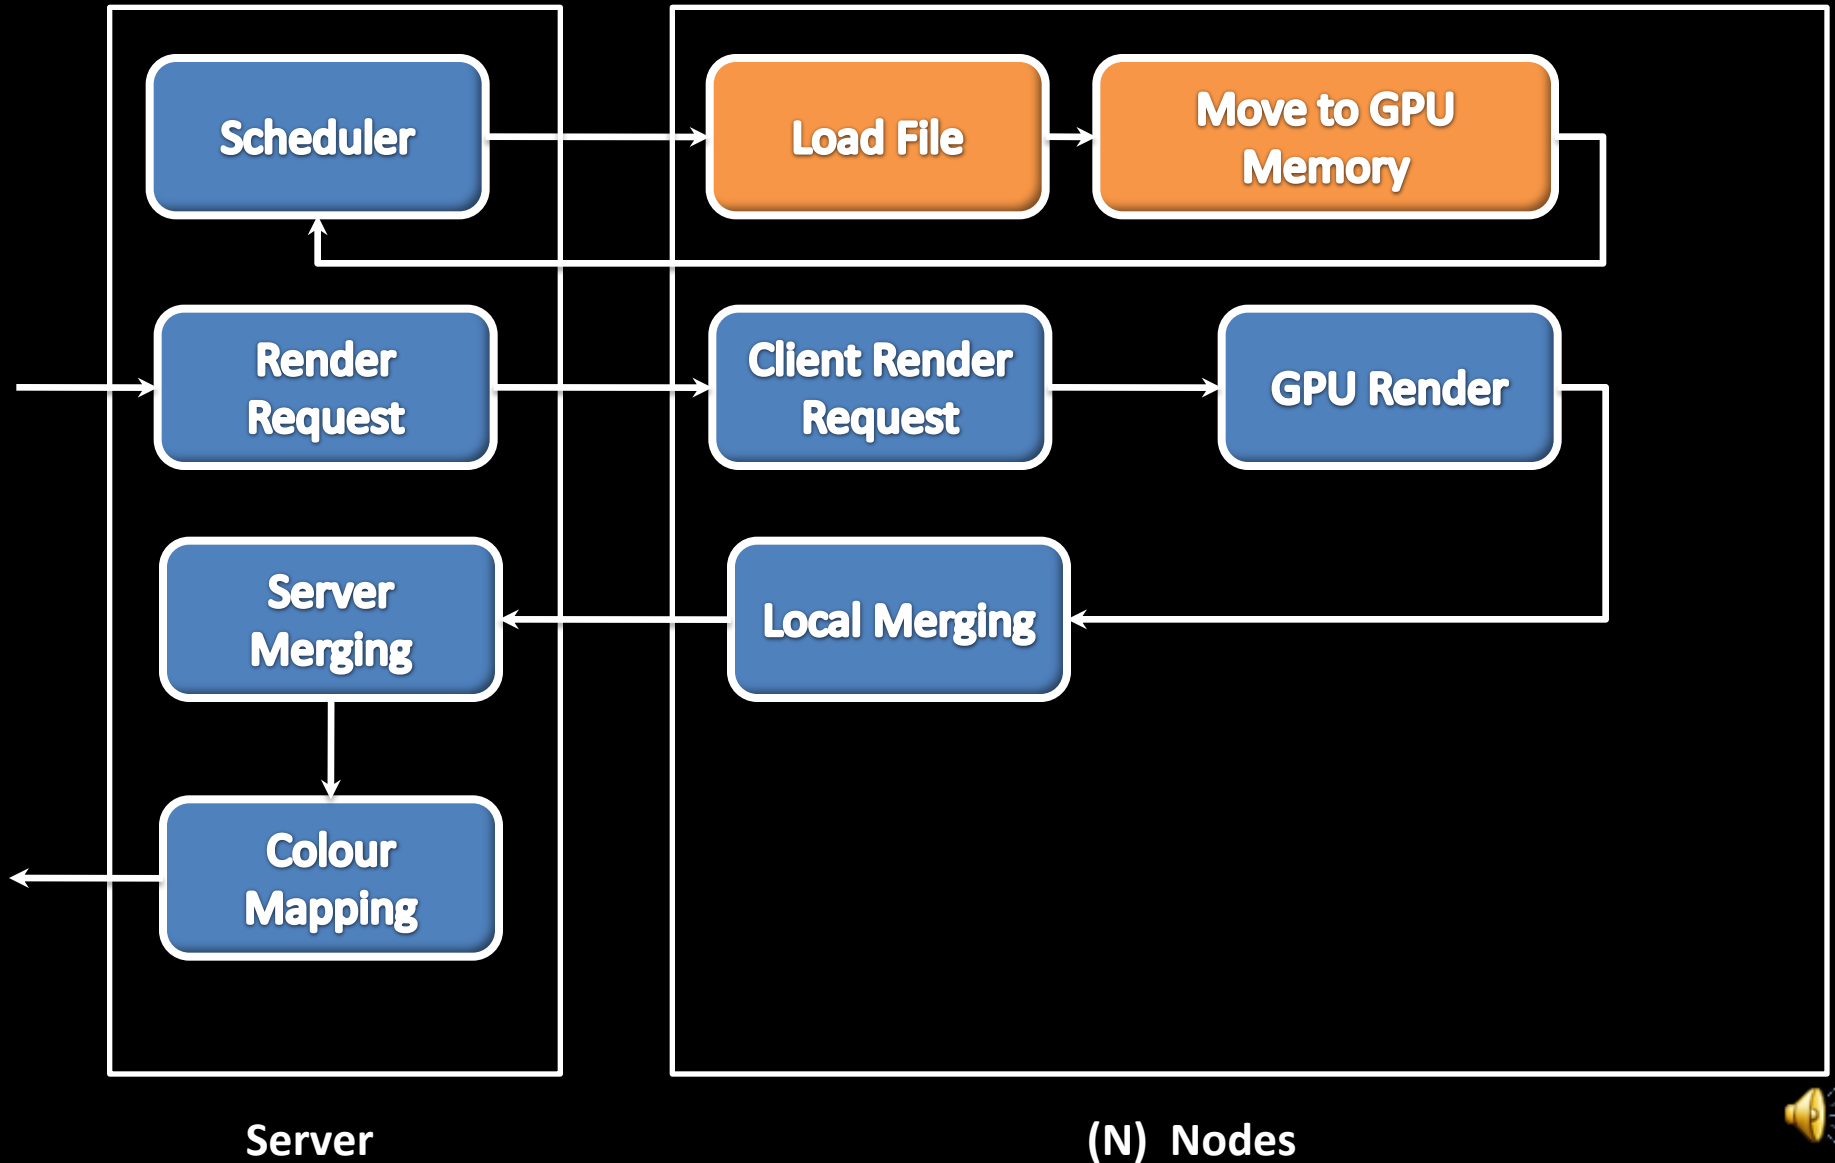 Scheduler
Load File
Move to GPU
Memory
Render
Request
Client Render
Request
GPU Render
Server
Merging
Local Merging
Colour
Mapping
Server
(N) Nodes